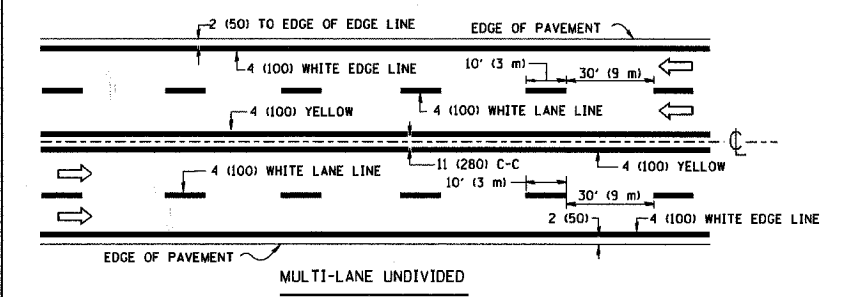 2 (50) TO EDGE OF EDGE LINE
EDGE OF PAVEMENT
4 (100) WHITE EDGE LINE
10' (3 m)
30' (9 m)
4 (100) YELLOW
4 (100) WHITE LANE LINE
℄
4 (100) WHITE LANE LINE
11 (280) C-C
4 (100) YELLOW
10' (3 m)
30' (9 m)
2 (50)
4 (100) WHITE EDGE LINE
EDGE OF PAVEMENT
MULTI-LANE UNDIVIDED